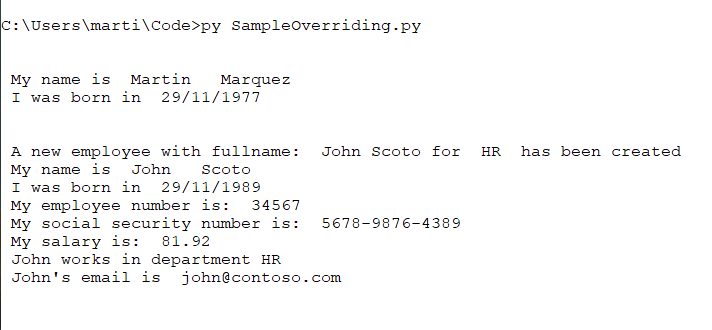 C:\Users\marti\Code>py SampleOverriding.py
My name is  Martin   Marquez
I was born in  29/11/1977
A new employee with fullname:  John Scoto for  HR  has been created
My name is  John   Scoto
I was born in  29/11/1989
My employee number is:  34567
My social security number is:  5678-9876-4389
My salary is:  81.92
John works in department HR
John's email is  john@contoso.com